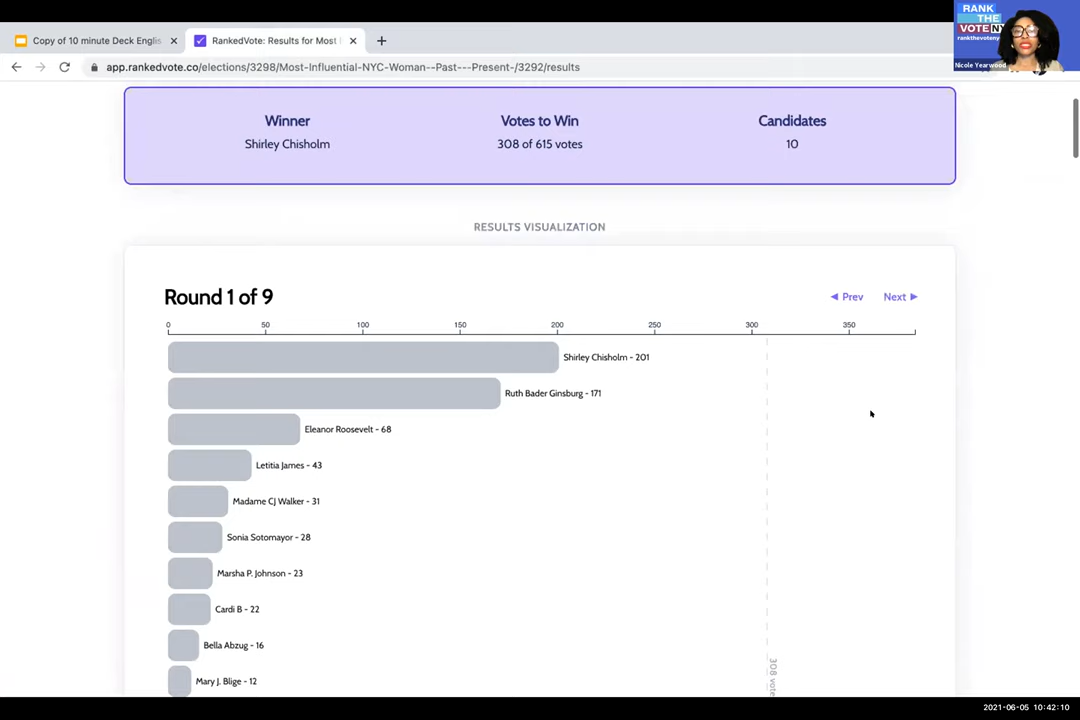 Copy of 10 minute Deck Englis
RankedVote: Results for Most
app.rankedvote.co/elections/3298/Most-Influential-NYC-Woman--Past---Present-/3292/results
RANK
THE
VOTENY
rankthevoteny
Nicole Yearwood
Winner
Shirley Chisholm
Votes to Win
308 of 615 votes
Candidates
10
RESULTS VISUALIZATION
Round 1 of 9
◄ Prev
Next ►
0 50 100 150 200 250 300 350
Shirley Chisholm - 201
Ruth Bader Ginsburg - 171
Eleanor Roosevelt - 68
Letitia James - 43
Madame CJ Walker - 31
Sonia Sotomayor - 28
Marsha P. Johnson - 23
Cardi B - 22
Bella Abzug - 16
Mary J. Blige - 12
308 vote
2021-06-05 10:42:10